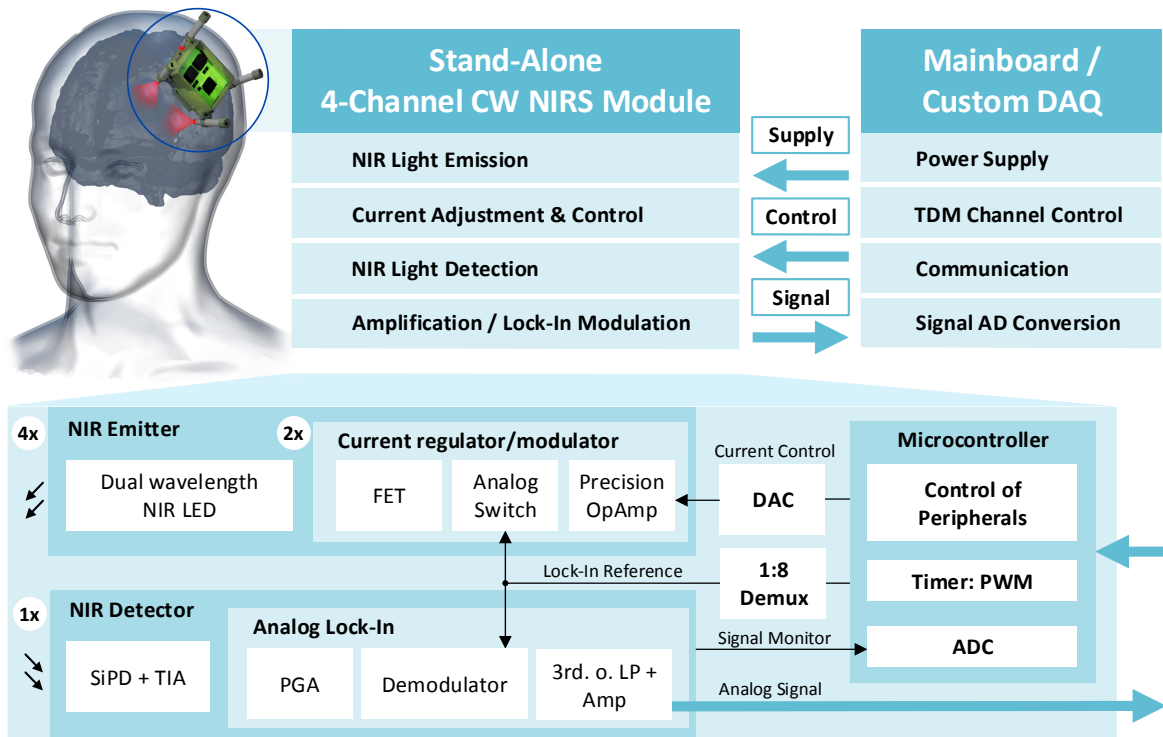 Stand-Alone
4-Channel CW NIRS Module
NIR Light Emission
Current Adjustment & Control
NIR Light Detection
Amplification / Lock-In Modulation
Supply
Control
Signal
Mainboard /
Custom DAQ
Power Supply
TDM Channel Control
Communication
Signal AD Conversion
4x
NIR Emitter
Dual wavelength
NIR LED
2x
Current regulator/modulator
FET
Analog
Switch
Precision
OpAmp
Current Control
DAC
Microcontroller
Control of
Peripherals
Lock-In Reference
1:8
Demux
Timer: PWM
1x
NIR Detector
SiPD + TIA
Analog Lock-In
PGA
Demodulator
3rd. o. LP +
Amp
Signal Monitor
ADC
Analog Signal